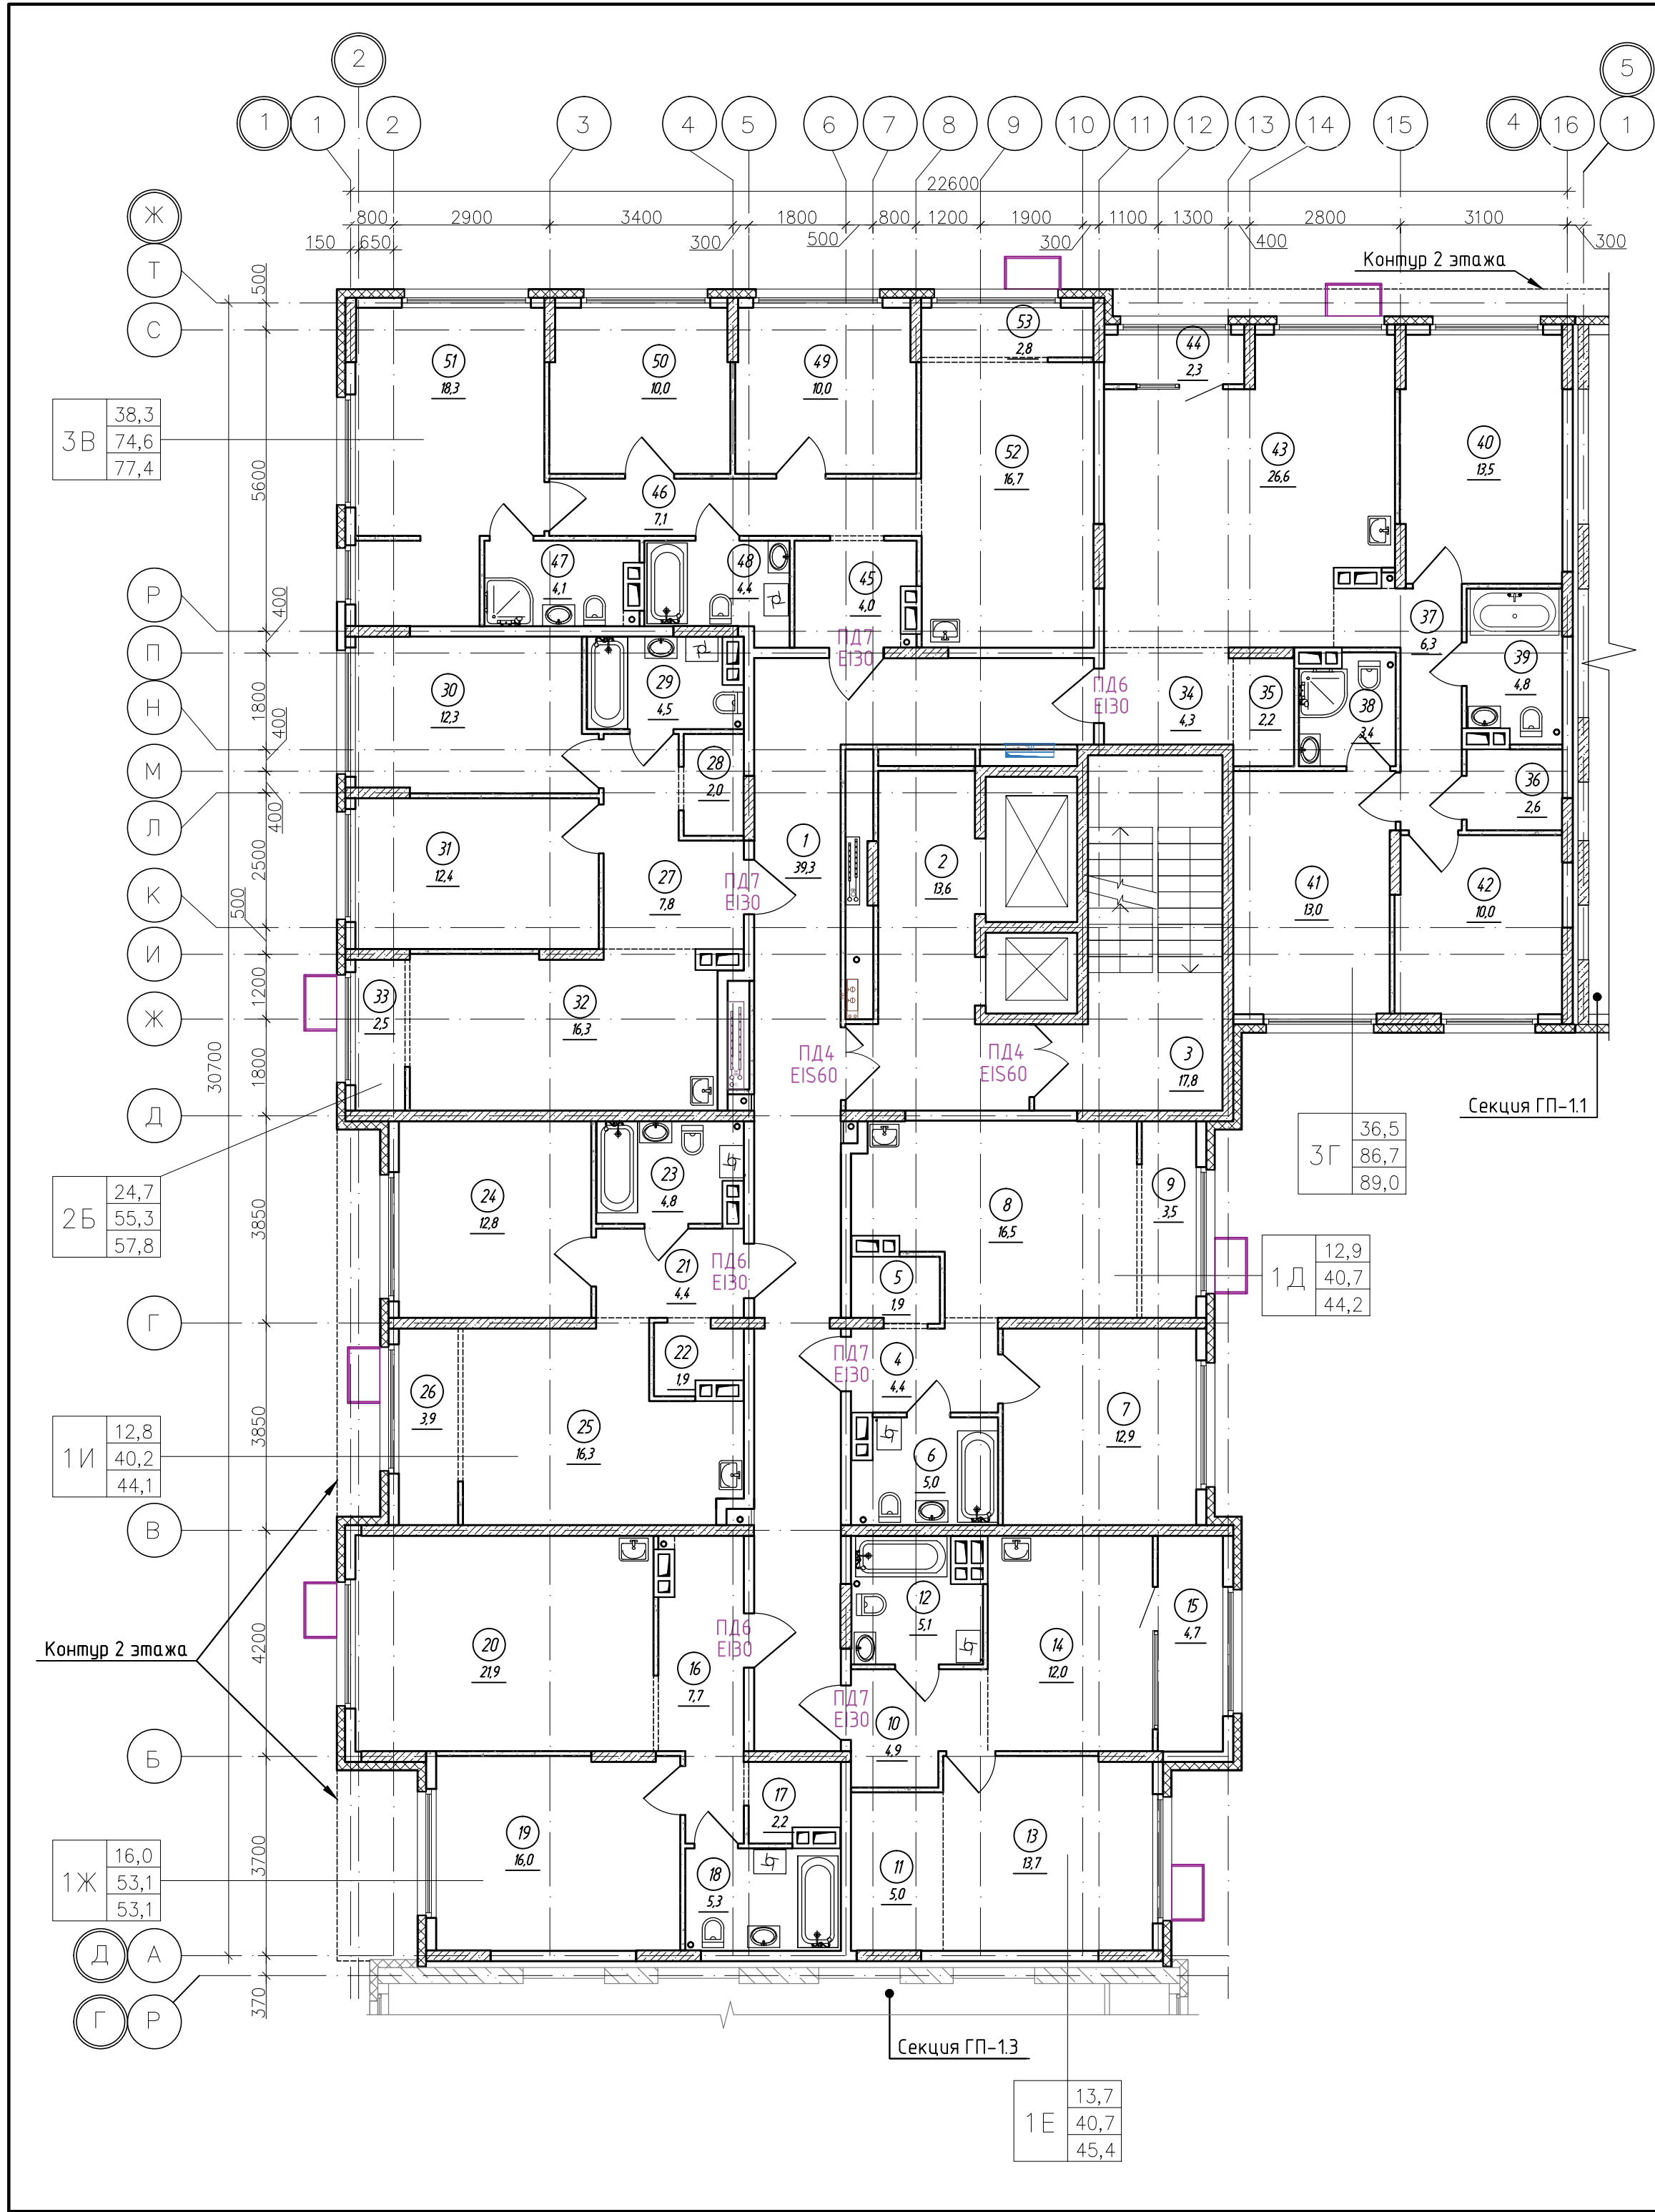 2 5
1 1 2 3 4 5 6 7 8 9 10 11 12 13 14 15 4 16 1
22600
800 2900 3400 1800 800 1200 1900 1100 1300 2800 3100
150 650 300 500 300 400 300
Контур 2 этажа
Ж
Т
С
Р
П
Н
М
Л
К
И
Ж
Д
Г
В
Б
Д А
Г Р
500
5600
400
1800
400
400
2500
500
1200
1800
30700
3850
3850
4200
3700
370
51
18,3
50
10,0
49
10,0
53
2,8
44
2,3
52
16,7
43
26,6
40
13,5
3В
38,3
74,6
77,4
46
7,1
47
4,1
48
4,4
45
4,0
ПД7
EI30
37
6,3
39
4,8
30
12,3
29
4,5
ПД6
EI30
34
4,3
35
2,2
38
3,4
28
2,0
36
2,6
31
12,4
27
7,8
ПД7
EI30
1
39,3
2
13,6
41
13,0
42
10,0
33
2,5
32
16,3
ПД4
EIS60
ПД4
EIS60
3
17,8
Секция ГП-1.1
3Г
36,5
86,7
89,0
2Б
24,7
55,3
57,8
24
12,8
23
4,8
8
16,5
9
3,5
21
4,4
ПД6
EI30
5
1,9
1Д
12,9
40,7
44,2
22
1,9
ПД7
EI30
4
4,4
26
3,9
25
16,3
7
12,9
6
5,0
1И
12,8
40,2
44,1
12
5,1
15
4,7
Контур 2 этажа
20
21,9
ПД6
EI30
16
7,7
14
12,0
ПД7
EI30
10
4,9
17
2,2
19
16,0
18
5,3
11
5,0
13
13,7
1Ж
16,0
53,1
53,1
Секция ГП-1.3
1Е
13,7
40,7
45,4